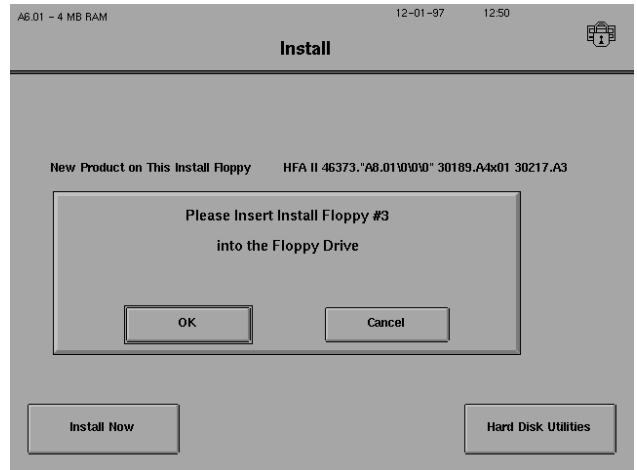 A6.01 - 4 MB RAM 12-01-97 12:50
Install
New Product on This Install Floppy HFA II 46373."A8.01\0\0\0" 30189.A4x01 30217.A3
Please Insert Install Floppy #3
into the Floppy Drive
OK Cancel
Install Now Hard Disk Utilities